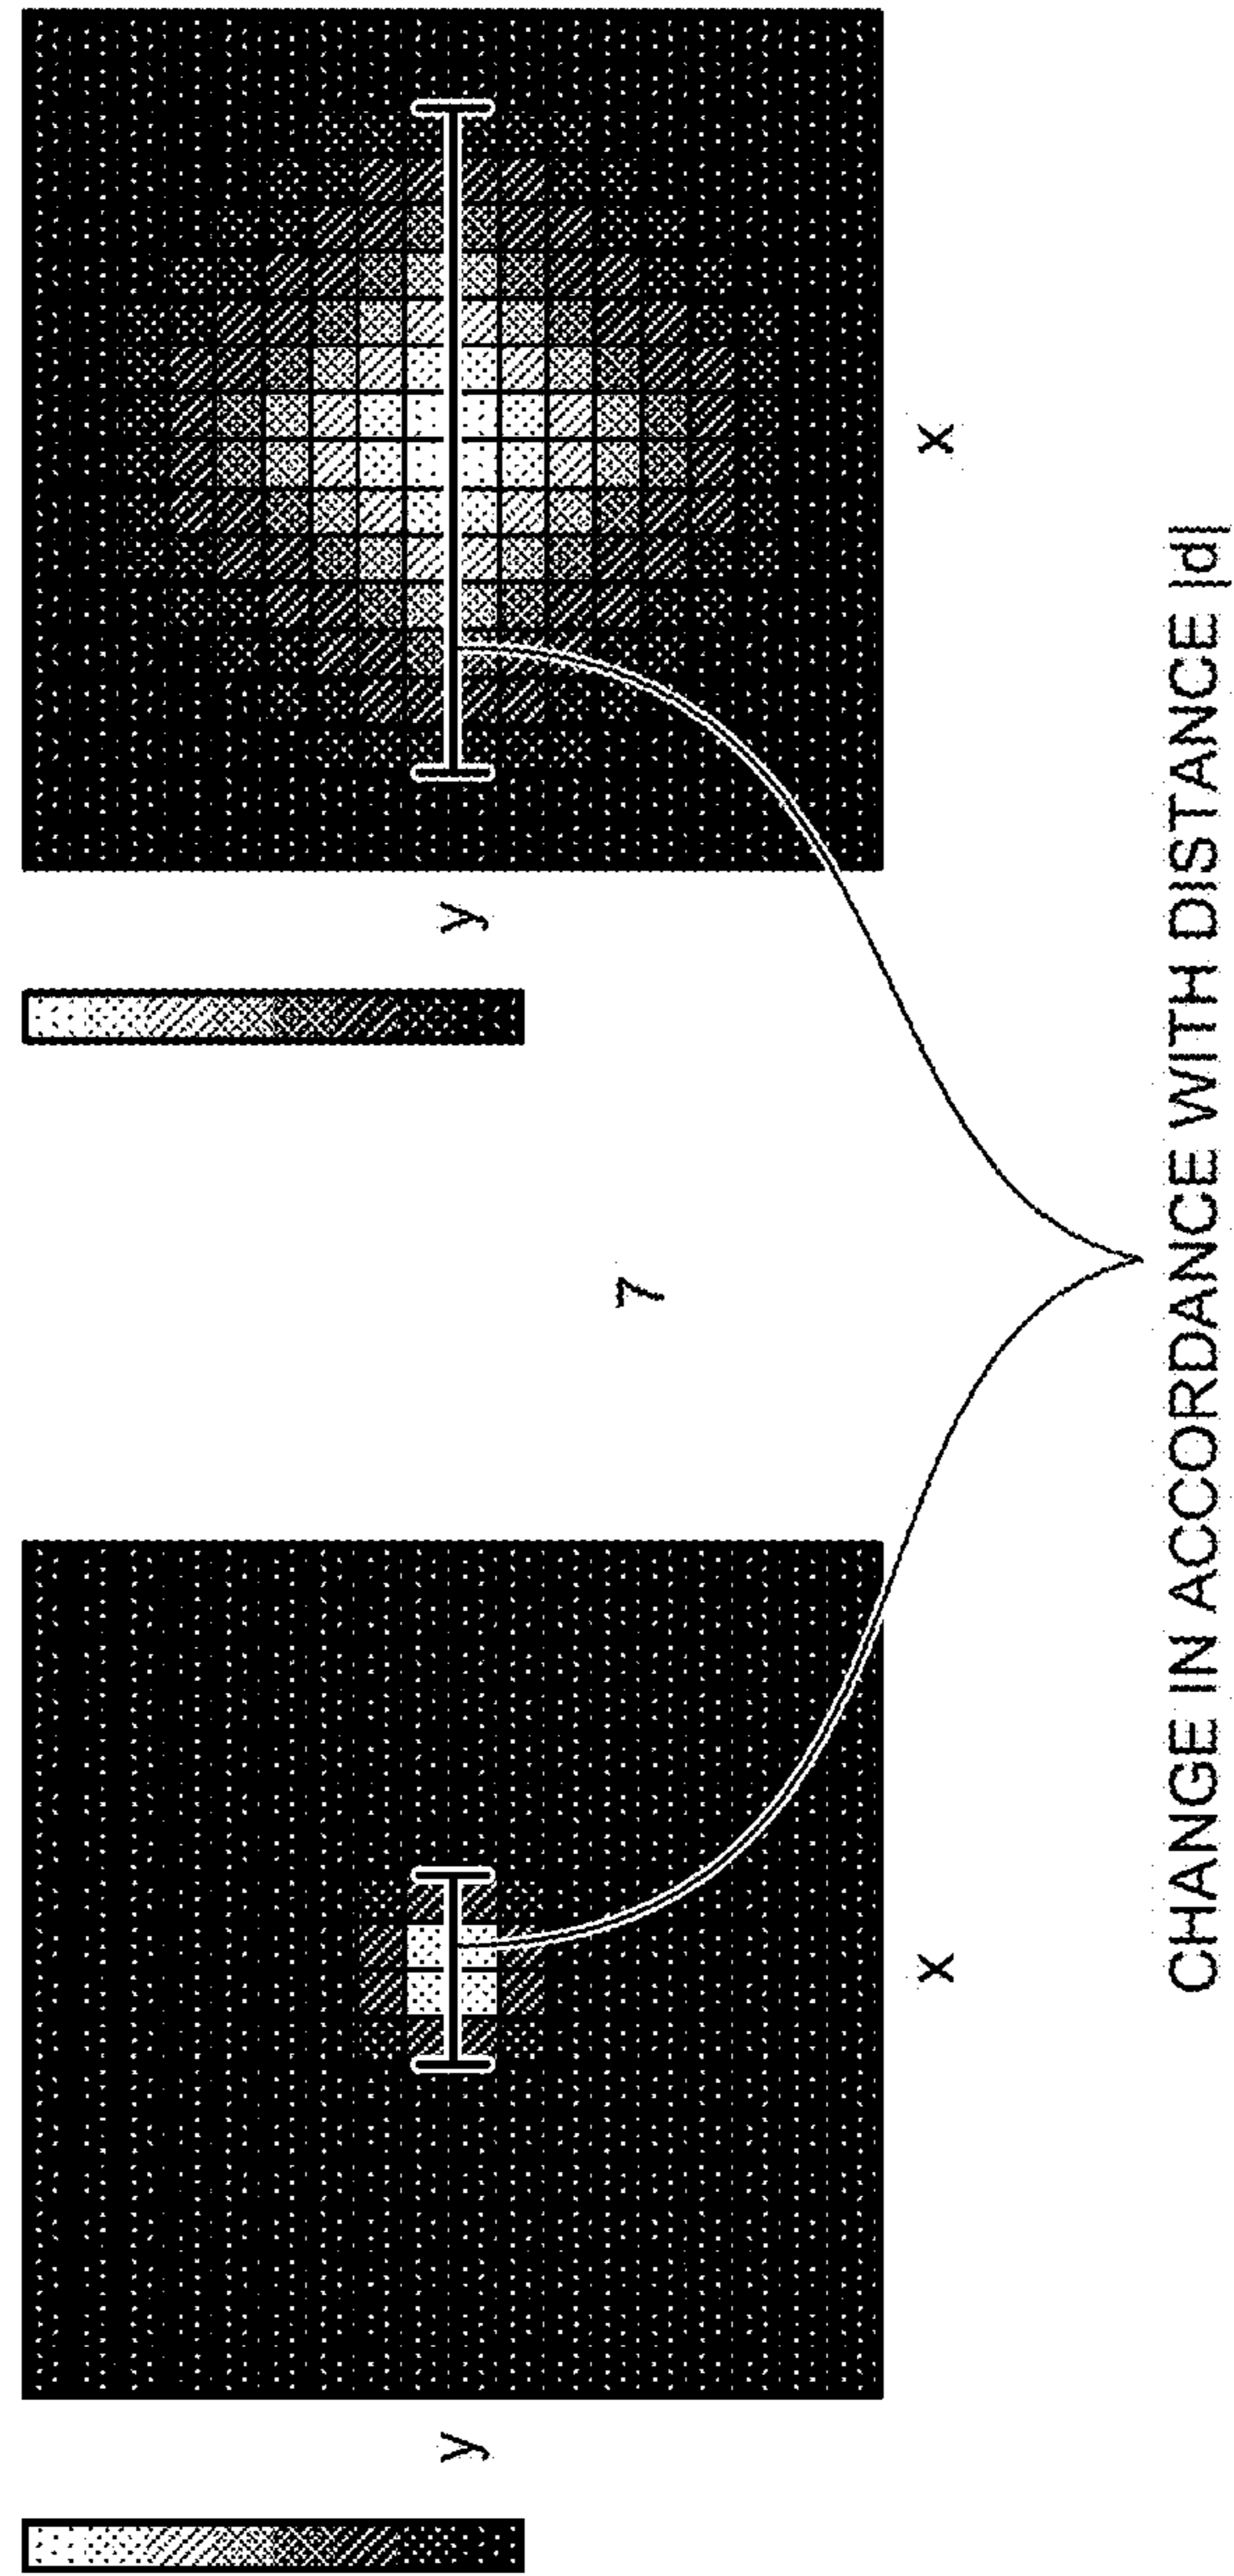 y y
7
x x
CHANGE IN ACCORDANCE WITH DISTANCE |d|